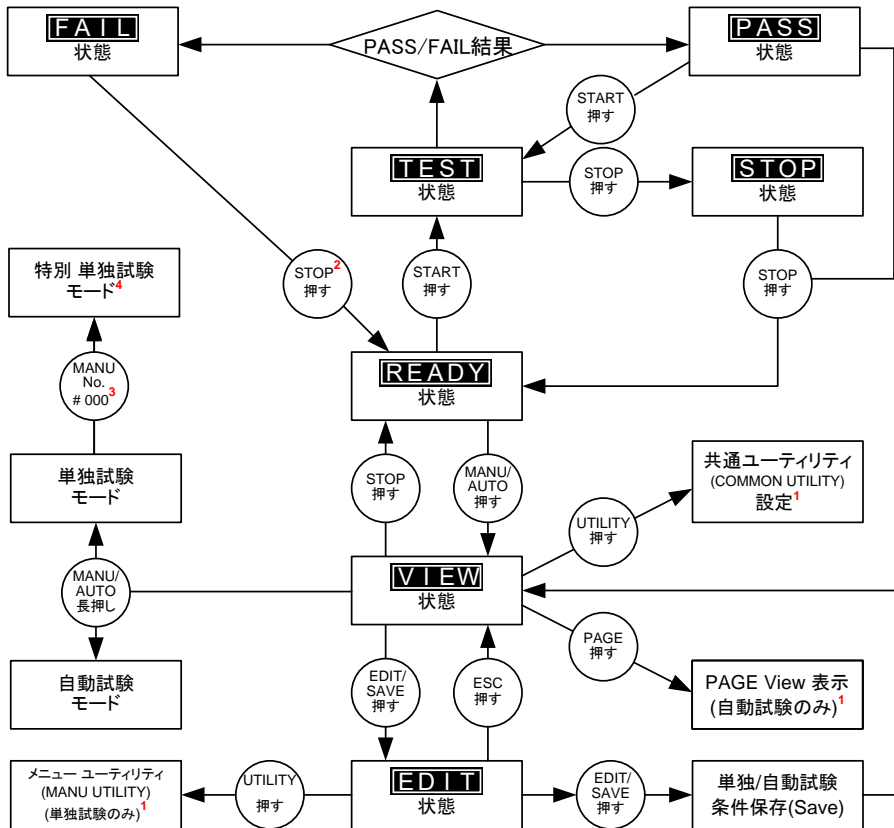 FAIL
状態
PASS/FAIL結果
PASS
状態
START
押す
TEST
状態
STOP
押す
STOP
状態
特別 単独試験
モード4
STOP2
押す
START
押す
STOP
押す
MANU
No.
# 0003
READY
状態
単独試験
モード
STOP
押す
MANU/
AUTO
押す
共通ユーティリティ
(COMMON UTILITY)
設定1
UTILITY
押す
MANU/
AUTO
長押し
VIEW
状態
自動試験
モード
EDIT/
SAVE
押す
ESC
押す
PAGE
押す
PAGE View 表示
(自動試験のみ)1
メニュー ユーティリティ
(MANU UTILITY)
(単独試験のみ)1
UTILITY
押す
EDIT
状態
EDIT/
SAVE
押す
単独/自動試験
条件保存(Save)